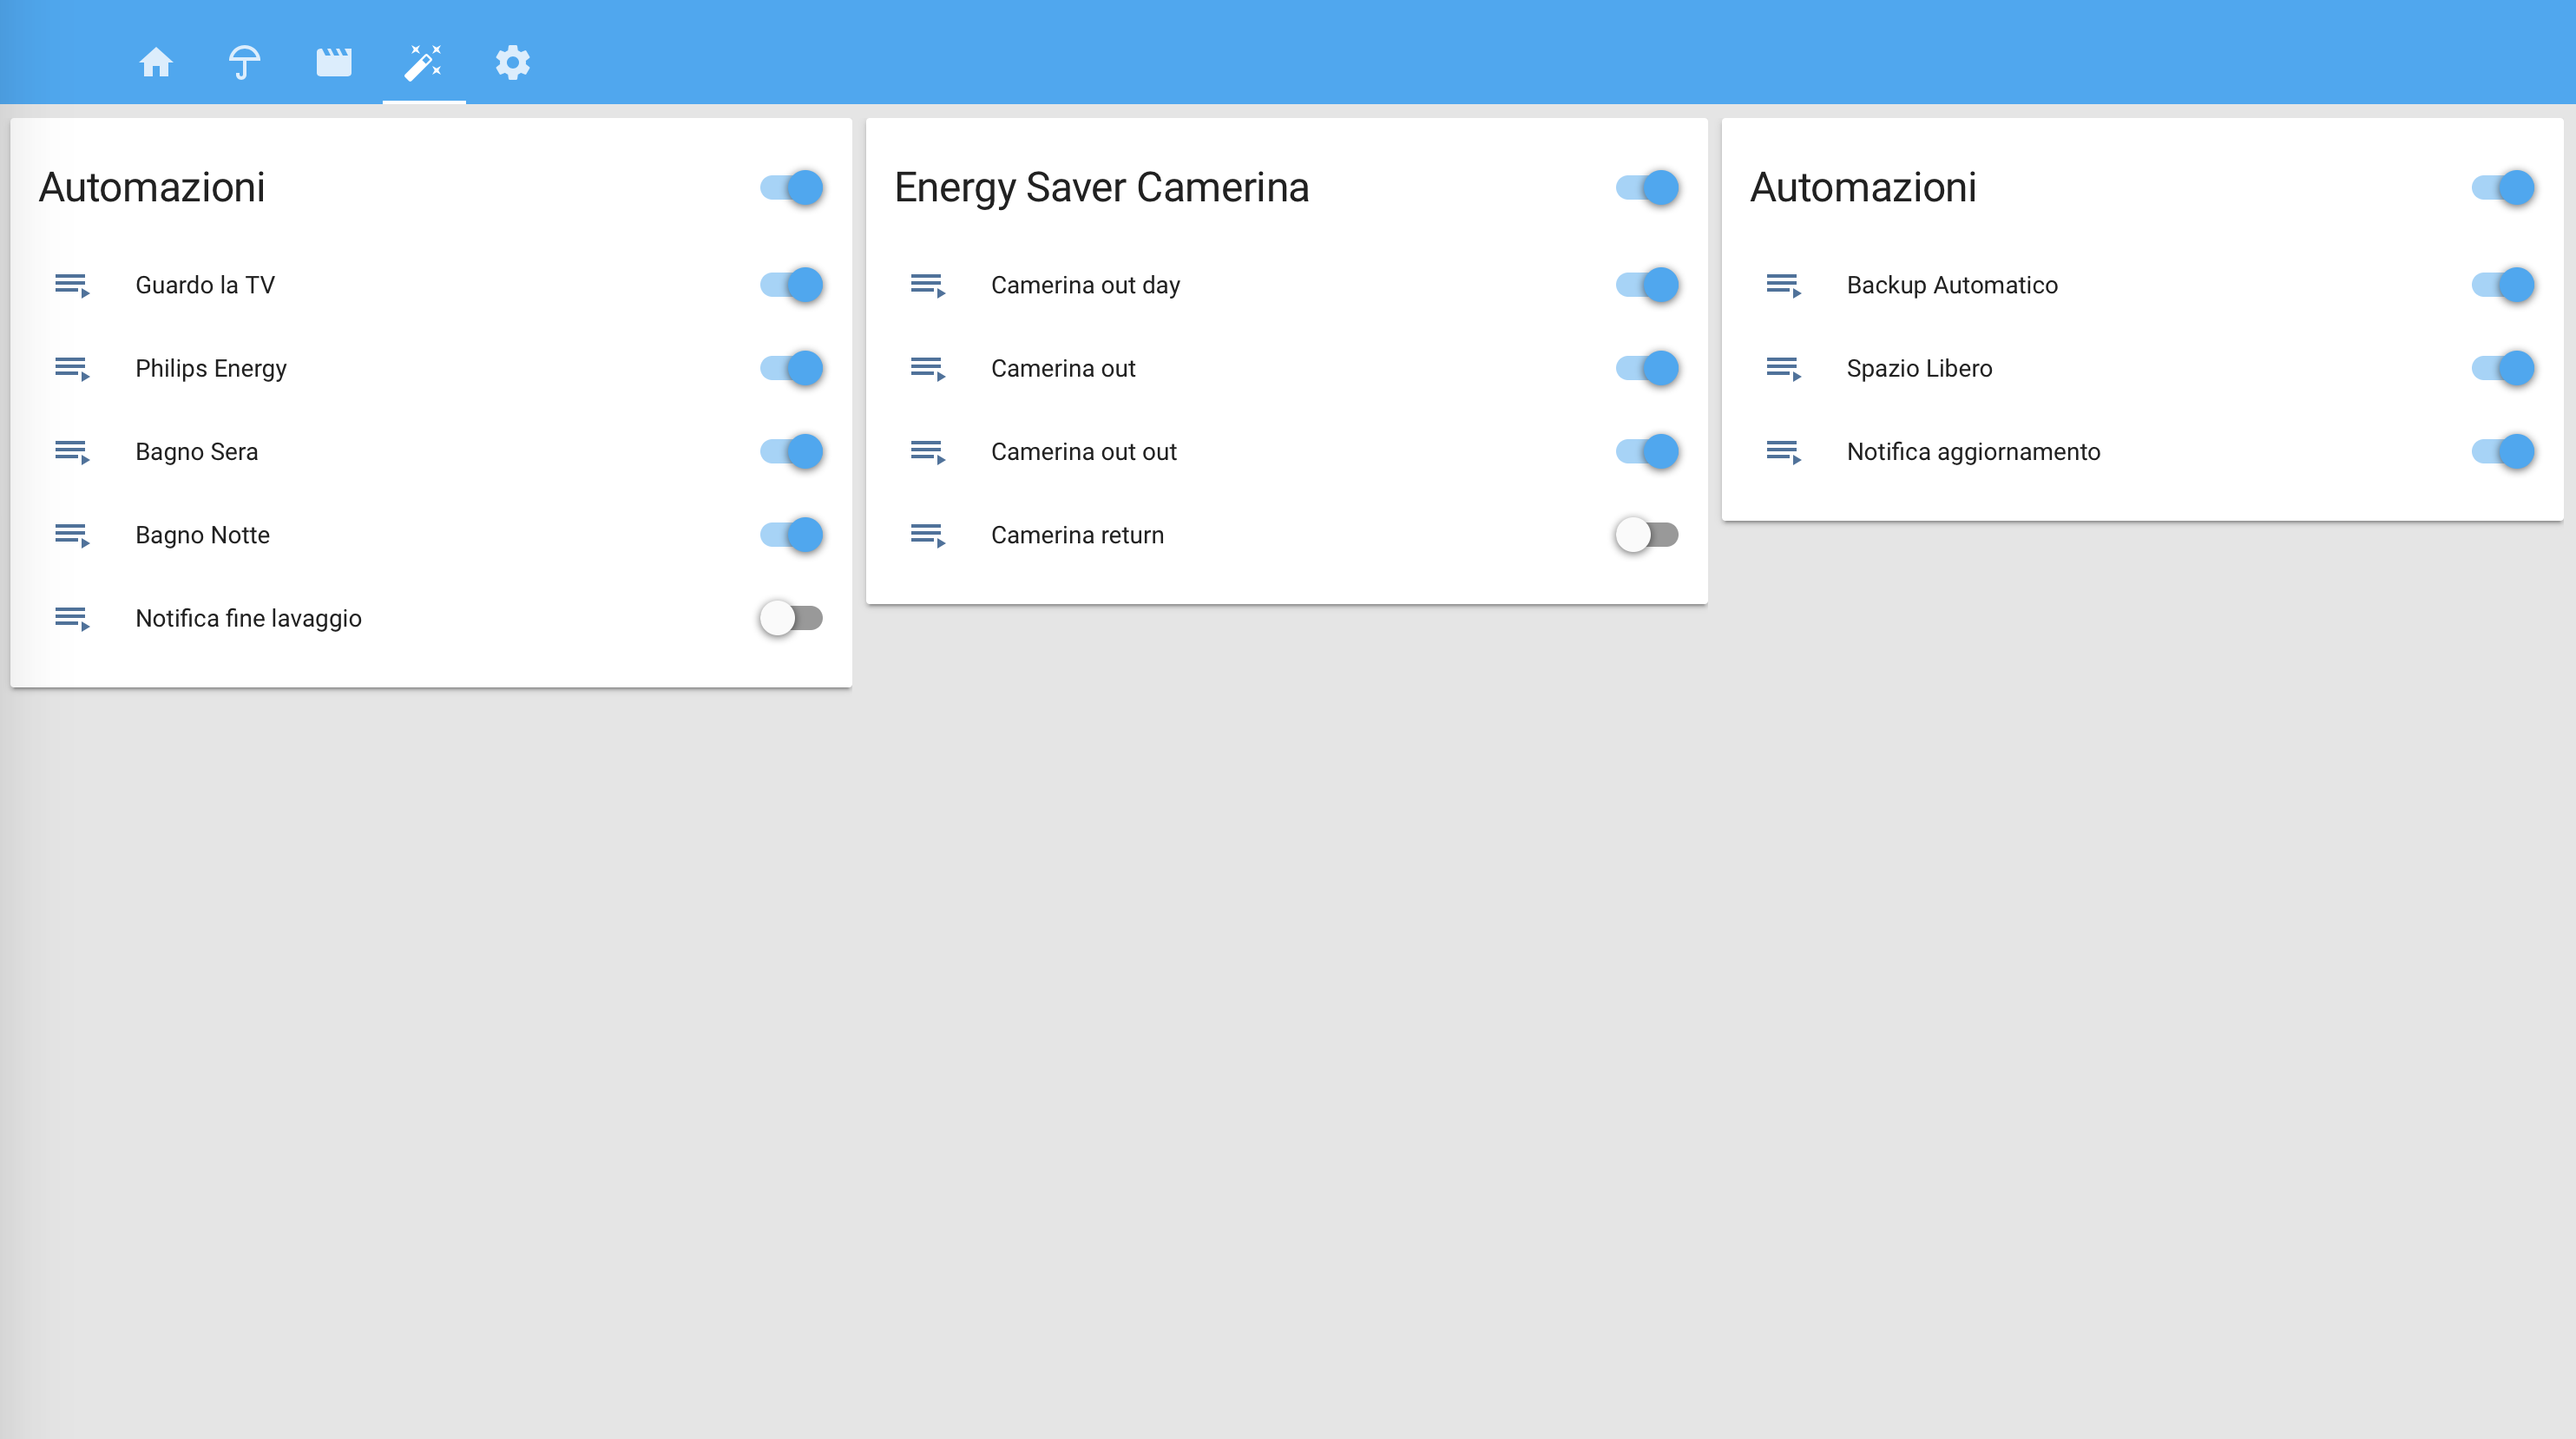 Automazioni
Guardo la TV
Philips Energy
Bagno Sera
Bagno Notte
Notifica fine lavaggio
Energy Saver Camerina
Camerina out day
Camerina out
Camerina out out
Camerina return
Automazioni
Backup Automatico
Spazio Libero
Notifica aggiornamento